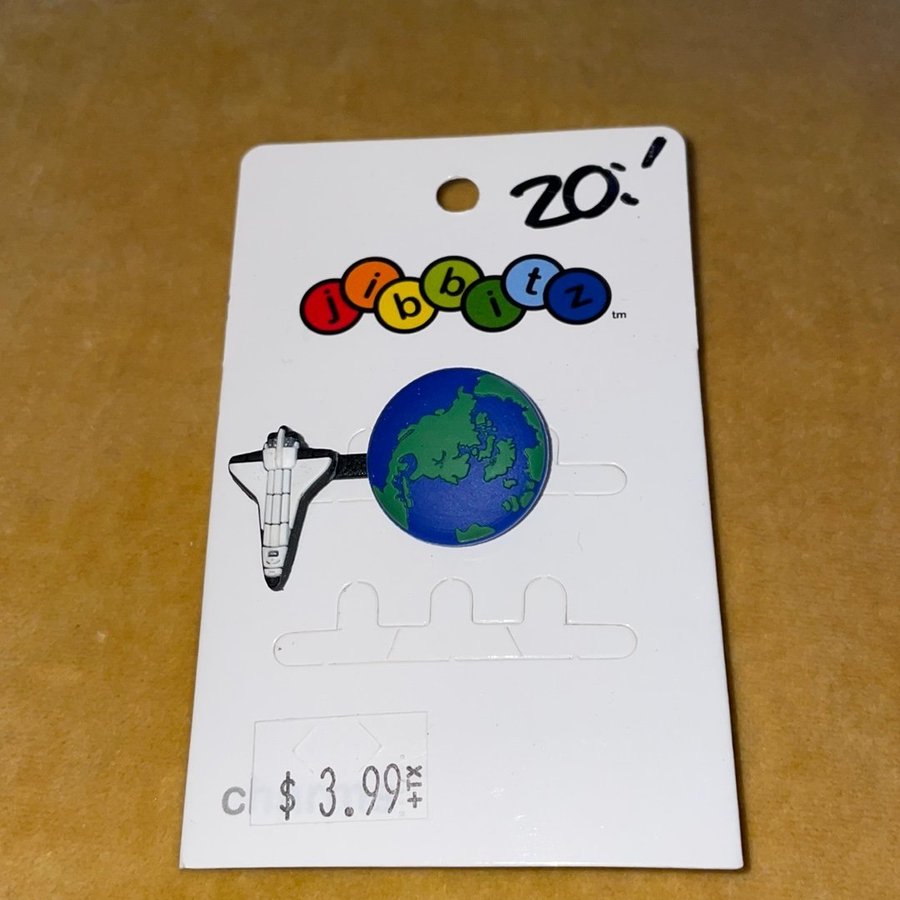 20:!
jibbitz
tm
$ 3.99 +TX